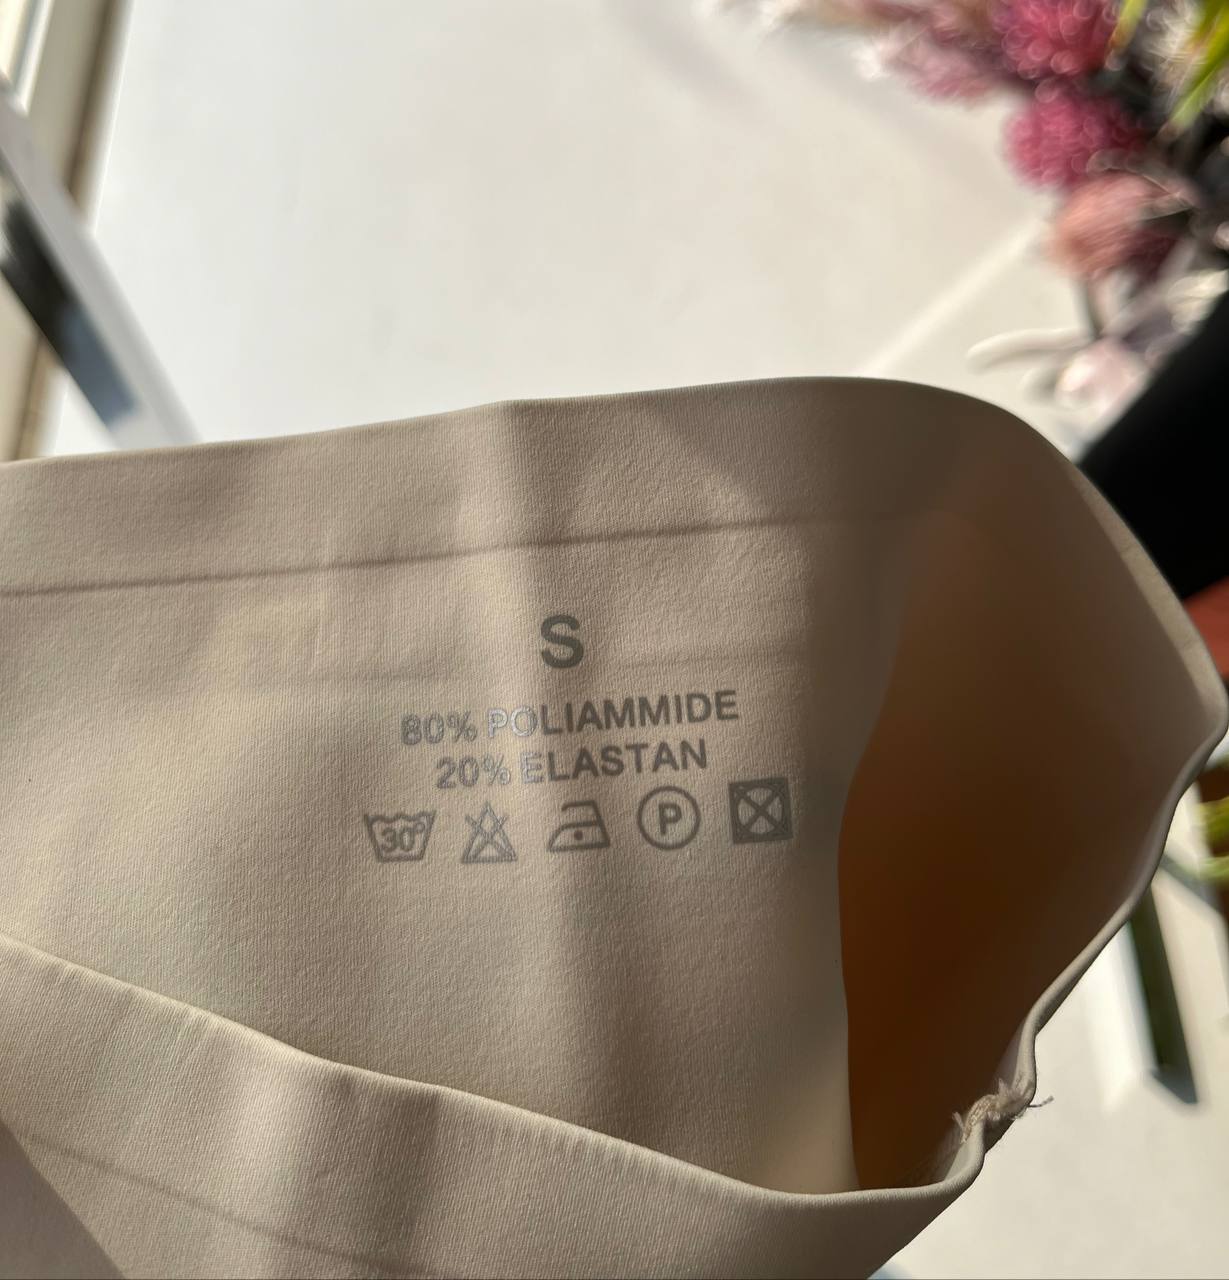 S
80% POLIAMMIDE
20% ELASTAN
30° P